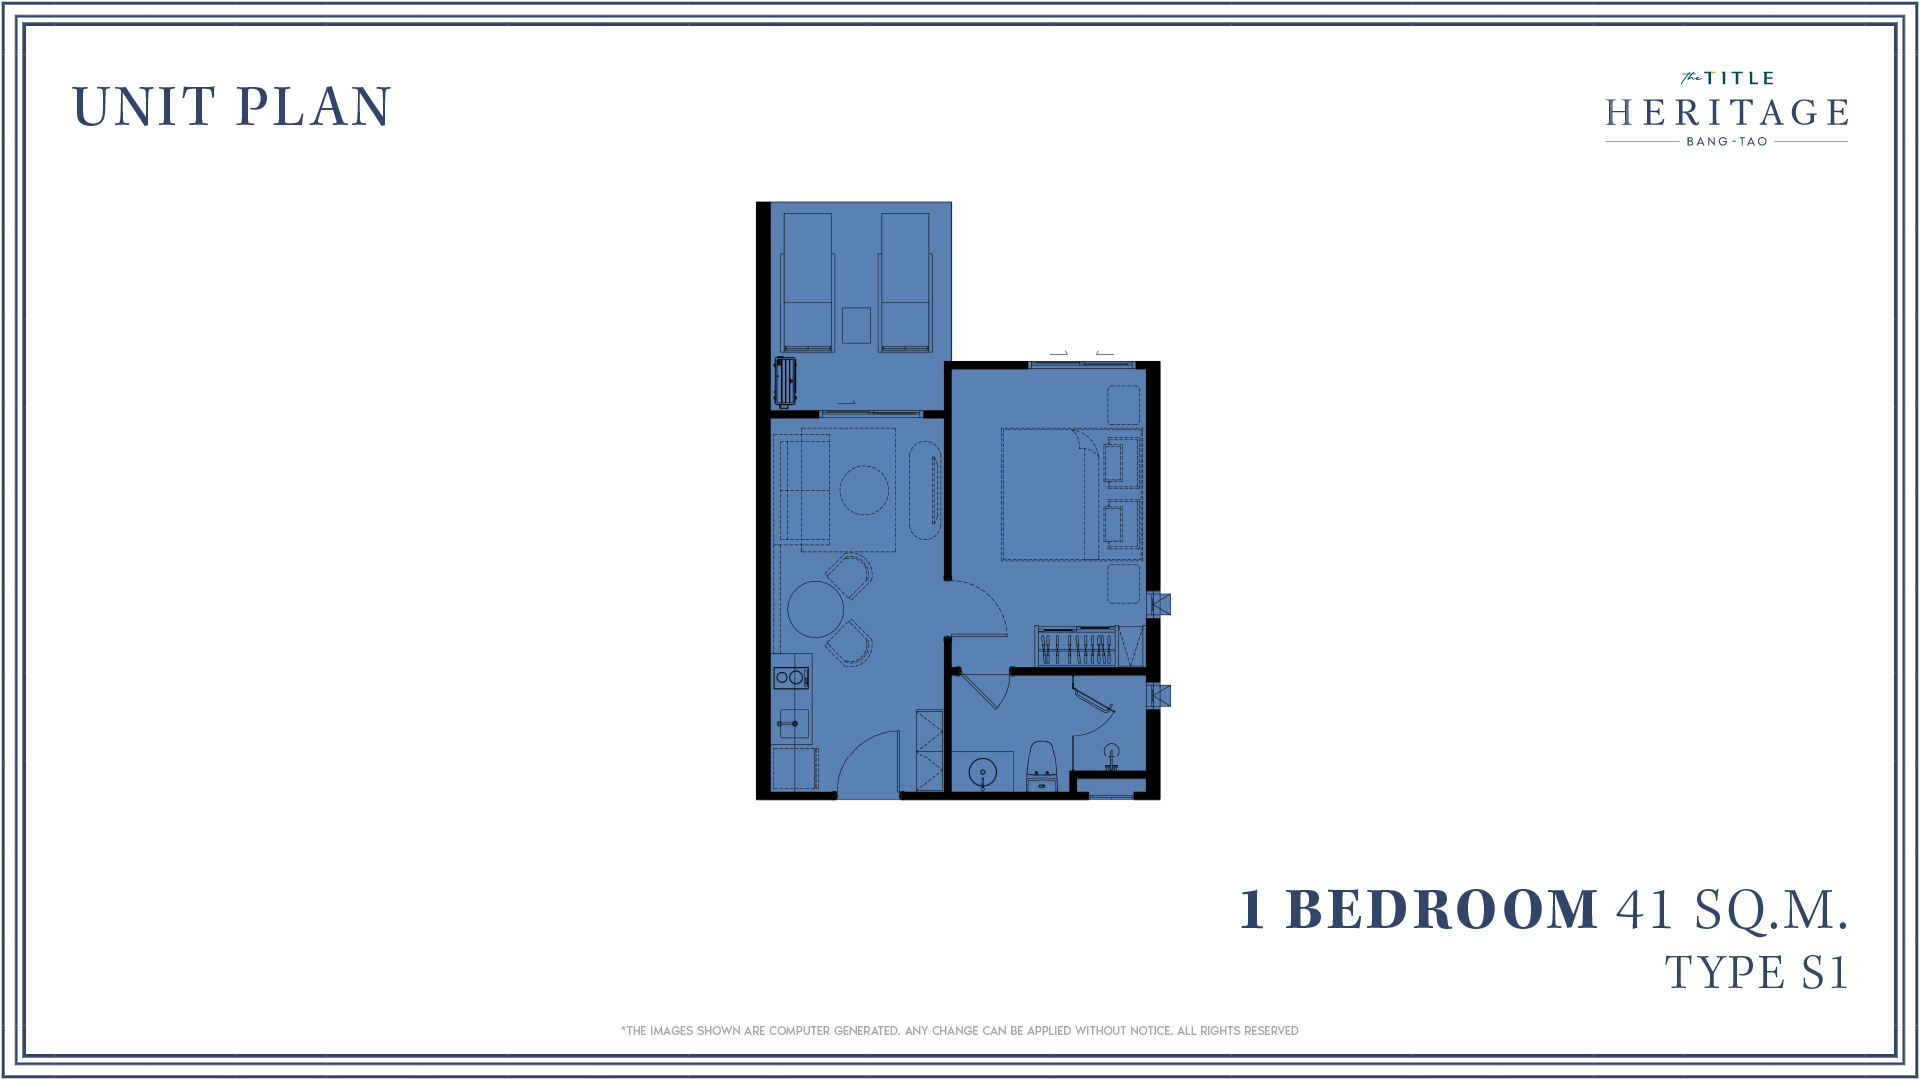 UNIT PLAN
the TITLE
HERITAGE
BANG-TAO
1 BEDROOM 41 SQ.M.
TYPE S1
*THE IMAGES SHOWN ARE COMPUTER GENERATED. ANY CHANGE CAN BE APPLIED WITHOUT NOTICE. ALL RIGHTS RESERVED